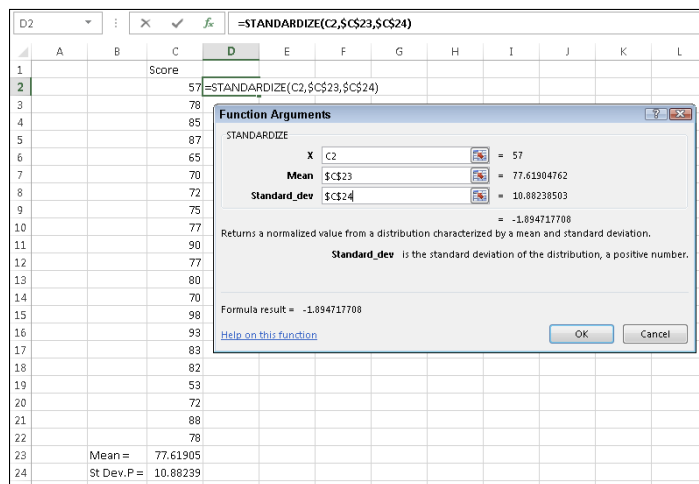 D2 fx =STANDARDIZE(C2,$C$23,$C$24)
A B C D E F G H I J K L
1 Score
2 57 =STANDARDIZE(C2,$C$23,$C$24)
3 78
4 85
5 87
6 65
7 70
8 72
9 75
10 77
11 90
12 77
13 80
14 70
15 98
16 93
17 83
18 82
19 53
20 72
21 88
22 78
23 Mean = 77.61905
24 St Dev.P = 10.88239
Function Arguments ?
STANDARDIZE
X C2 = 57
Mean $C$23 = 77.61904762
Standard_dev $C$24 = 10.88238503
= -1.894717708
Returns a normalized value from a distribution characterized by a mean and standard deviation.
Standard_dev is the standard deviation of the distribution, a positive number.
Formula result = -1.894717708
Help on this function OK Cancel